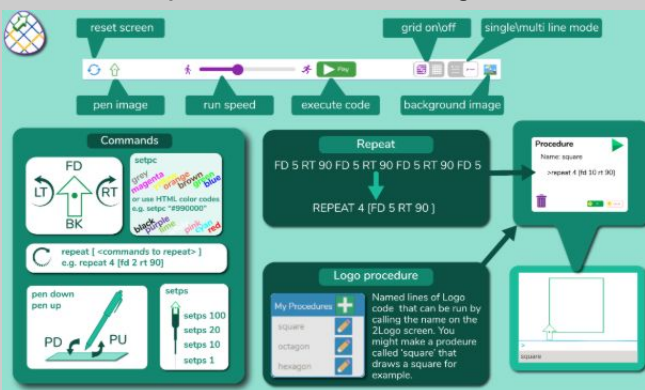 reset screen
grid on\off
single\multi line mode
Play
pen image
run speed
execute code
background image
Commands
FD
LT
RT
BK
setpc
grey
magenta
yellow
orange
brown
green
blue
or use HTML color codes
e.g. setpc "#990000"
black
purple
lime
pink
cyan
red
repeat [ <commands to repeat> ]
e.g. repeat 4 [fd 2 rt 90]
pen down
pen up
PD
PU
setps
setps 100
setps 20
setps 10
setps 1
Repeat
FD 5 RT 90 FD 5 RT 90 FD 5 RT 90 FD 5
REPEAT 4 [FD 5 RT 90 ]
Logo procedure
My Procedures
square
octagon
hexagon
Named lines of Logo
code that can be run by
calling the name on the
2Logo screen. You
might make a prodeure
called 'square' that
draws a square for
example.
Procedure
Name: square
>repeat 4 [fd 10 rt 90]
square